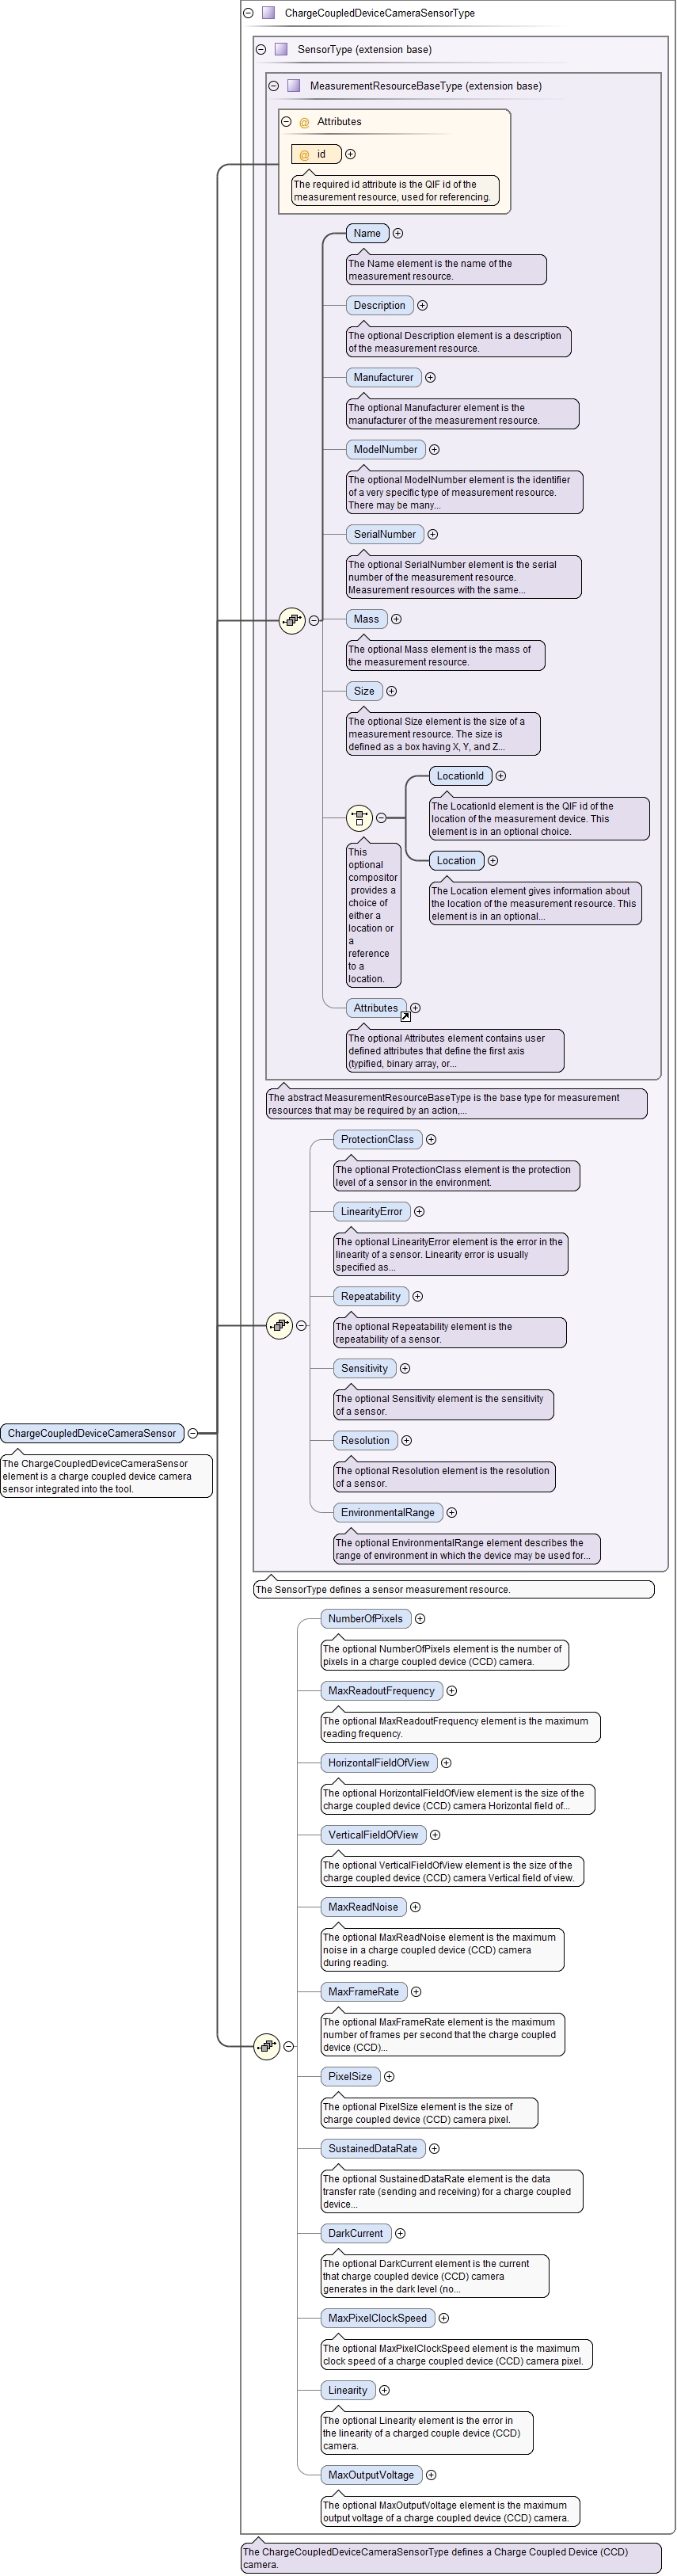 ChargeCoupledDeviceCameraSensorType
SensorType (extension base)
MeasurementResourceBaseType (extension base)
@ Attributes
@ id
The required id attribute is the QIF id of the
measurement resource, used for referencing.
Name
The Name element is the name of the
measurement resource.
Description
The optional Description element is a description
of the measurement resource.
Manufacturer
The optional Manufacturer element is the
manufacturer of the measurement resource.
ModelNumber
The optional ModelNumber element is the identifier
of a very specific type of measurement resource.
There may be many...
SerialNumber
The optional SerialNumber element is the serial
number of the measurement resource.
Measurement resources with the same...
Mass
The optional Mass element is the mass of
the measurement resource.
Size
The optional Size element is the size of a
measurement resource. The size is
defined as a box having X, Y, and Z...
LocationId
The LocationId element is the QIF id of the
location of the measurement device. This
element is in an optional choice.
Location
The Location element gives information about
the location of the measurement resource. This
element is in an optional...
This
optional
compositor
provides a
choice of
either a
location or
a
reference
to a
location.
Attributes
The optional Attributes element contains user
defined attributes that define the first axis
(typified, binary array, or...
The abstract MeasurementResourceBaseType is the base type for measurement
resources that may be required by an action,...
ProtectionClass
The optional ProtectionClass element is the protection
level of a sensor in the environment.
LinearityError
The optional LinearityError element is the error in the
linearity of a sensor. Linearity error is usually
specified as...
Repeatability
The optional Repeatability element is the
repeatability of a sensor.
Sensitivity
The optional Sensitivity element is the sensitivity
of a sensor.
Resolution
The optional Resolution element is the resolution
of a sensor.
EnvironmentalRange
The optional EnvironmentalRange element describes the
range of environment in which the device may be used for...
ChargeCoupledDeviceCameraSensor
The ChargeCoupledDeviceCameraSensor
element is a charge coupled device camera
sensor integrated into the tool.
The SensorType defines a sensor measurement resource.
NumberOfPixels
The optional NumberOfPixels element is the number of
pixels in a charge coupled device (CCD) camera.
MaxReadoutFrequency
The optional MaxReadoutFrequency element is the maximum
reading frequency.
HorizontalFieldOfView
The optional HorizontalFieldOfView element is the size of the
charge coupled device (CCD) camera Horizontal field of...
VerticalFieldOfView
The optional VerticalFieldOfView element is the size of the
charge coupled device (CCD) camera Vertical field of view.
MaxReadNoise
The optional MaxReadNoise element is the maximum
noise in a charge coupled device (CCD) camera
during reading.
MaxFrameRate
The optional MaxFrameRate element is the maximum
number of frames per second that the charge coupled
device (CCD)...
PixelSize
The optional PixelSize element is the size of
charge coupled device (CCD) camera pixel.
SustainedDataRate
The optional SustainedDataRate element is the data
transfer rate (sending and receiving) for a charge coupled
device...
DarkCurrent
The optional DarkCurrent element is the current
that charge coupled device (CCD) camera
generates in the dark level (no...
MaxPixelClockSpeed
The optional MaxPixelClockSpeed element is the maximum
clock speed of a charge coupled device (CCD) camera pixel.
Linearity
The optional Linearity element is the error in
the linearity of a charged couple device (CCD)
camera.
MaxOutputVoltage
The optional MaxOutputVoltage element is the maximum
output voltage of a charge coupled device (CCD) camera.
The ChargeCoupledDeviceCameraSensorType defines a Charge Coupled Device (CCD)
camera.